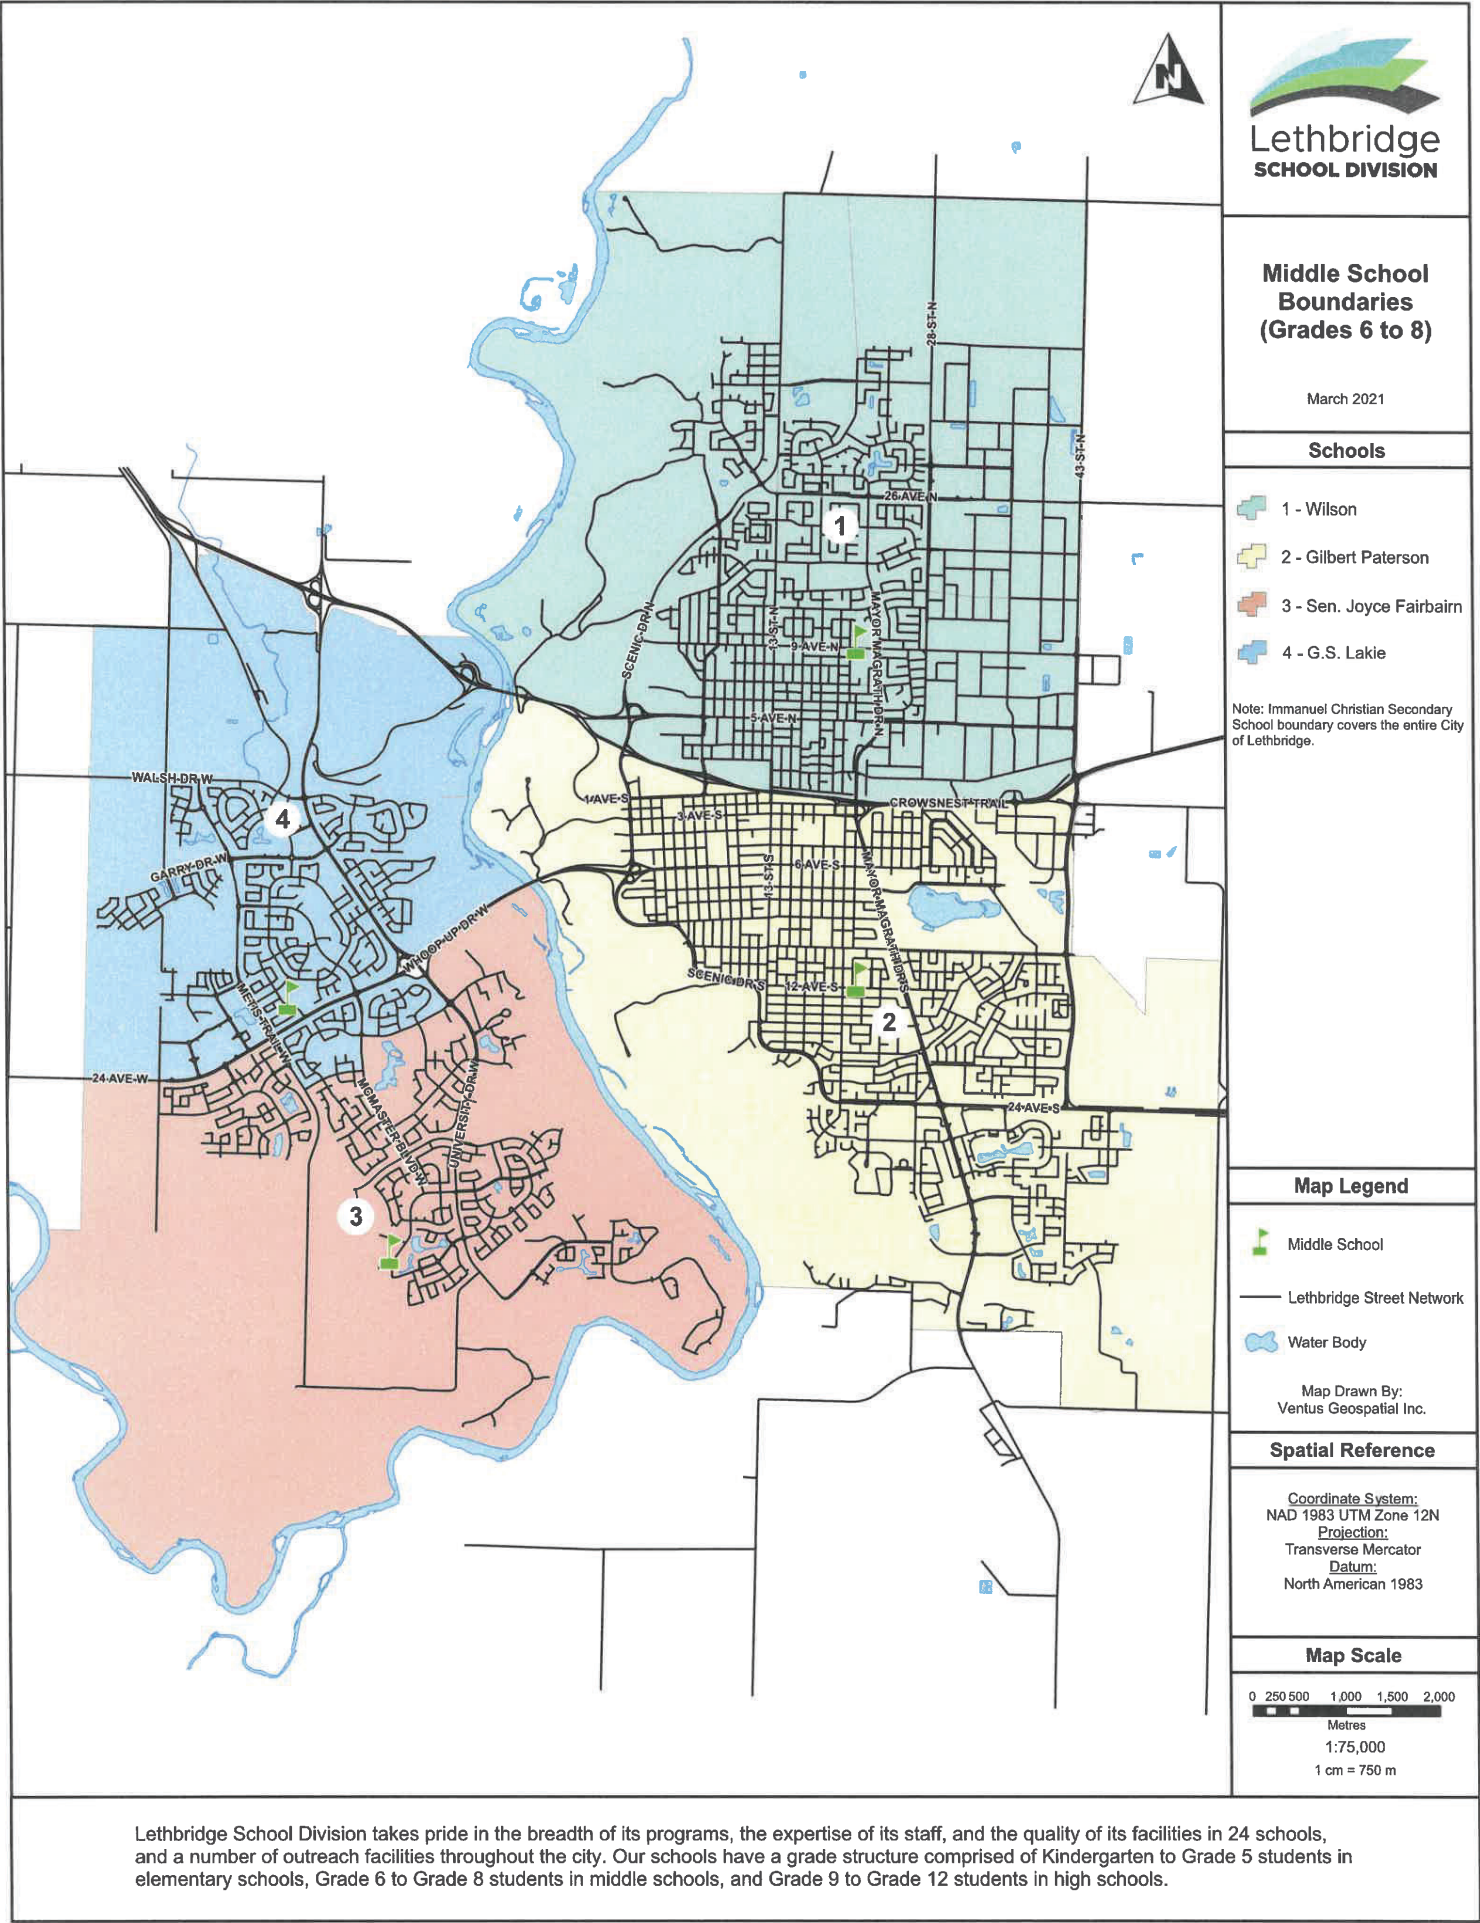 N
Lethbridge
SCHOOL DIVISION
Middle School
Boundaries
(Grades 6 to 8)
March 2021
Schools
1 - Wilson
2 - Gilbert Paterson
3 - Sen. Joyce Fairbairn
4 - G.S. Lakie
Note: Immanuel Christian Secondary
School boundary covers the entire City
of Lethbridge.
28-ST-N
43-ST-N
26 AVE N
1
SCENIC-DR-N
13-ST-N
9 AVE N
MAYOR MAGRATH DR N
5 AVE N
WALSH-DR-W
4
GARRY-DR-W
1 AVE S
3 AVE S
CROWSNEST TRAIL
6 AVE S
13-ST-S
MAYOR MAGRATH DR S
WHOOP UP DR W
SCENIC DR S
12 AVE S
2
METIS-TRAIL-W
24 AVE-W
MCMASTER-BLVD-W
UNIVERSITY-DR-W
24 AVE S
3
Map Legend
Middle School
Lethbridge Street Network
Water Body
Map Drawn By:
Ventus Geospatial Inc.
Spatial Reference
Coordinate System:
NAD 1983 UTM Zone 12N
Projection:
Transverse Mercator
Datum:
North American 1983
Map Scale
0 250 500 1,000 1,500 2,000
Metres
1:75,000
1 cm = 750 m
Lethbridge School Division takes pride in the breadth of its programs, the expertise of its staff, and the quality of its facilities in 24 schools,
and a number of outreach facilities throughout the city. Our schools have a grade structure comprised of Kindergarten to Grade 5 students in
elementary schools, Grade 6 to Grade 8 students in middle schools, and Grade 9 to Grade 12 students in high schools.